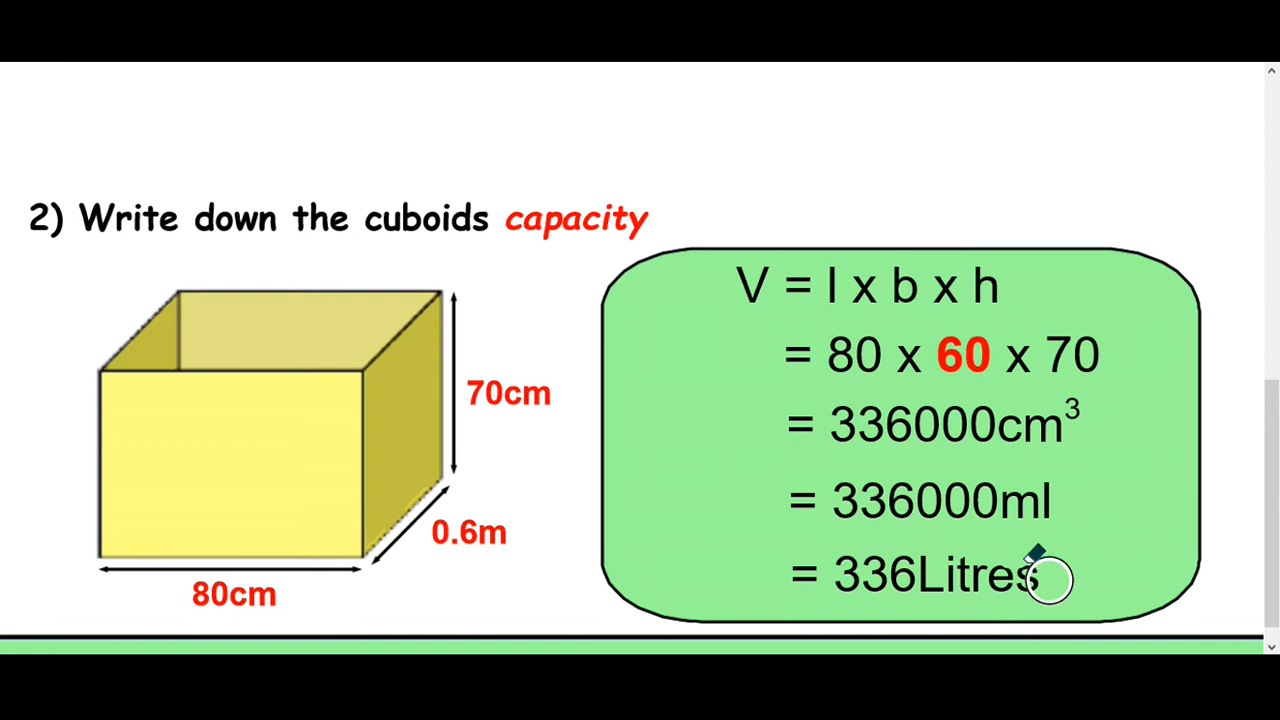 2) Write down the cuboids capacity
V = l x b x h
= 80 x 60 x 70
= 336000cm³
= 336000ml
= 336Litres
70cm
0.6m
80cm